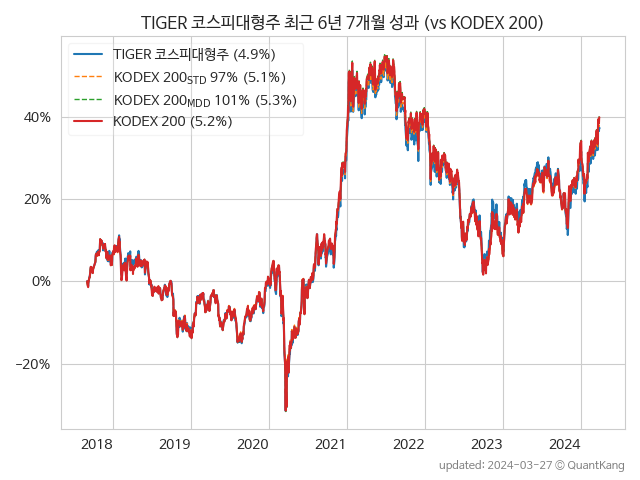 TIGER 코스피대형주 최근 6년 7개월 성과 (vs KODEX 200)
TIGER 코스피대형주 (4.9%)
KODEX 200STD 97% (5.1%)
KODEX 200MDD 101% (5.3%)
KODEX 200 (5.2%)
40%
20%
0%
−20%
2018 2019 2020 2021 2022 2023 2024
updated: 2024-03-27 © QuantKang